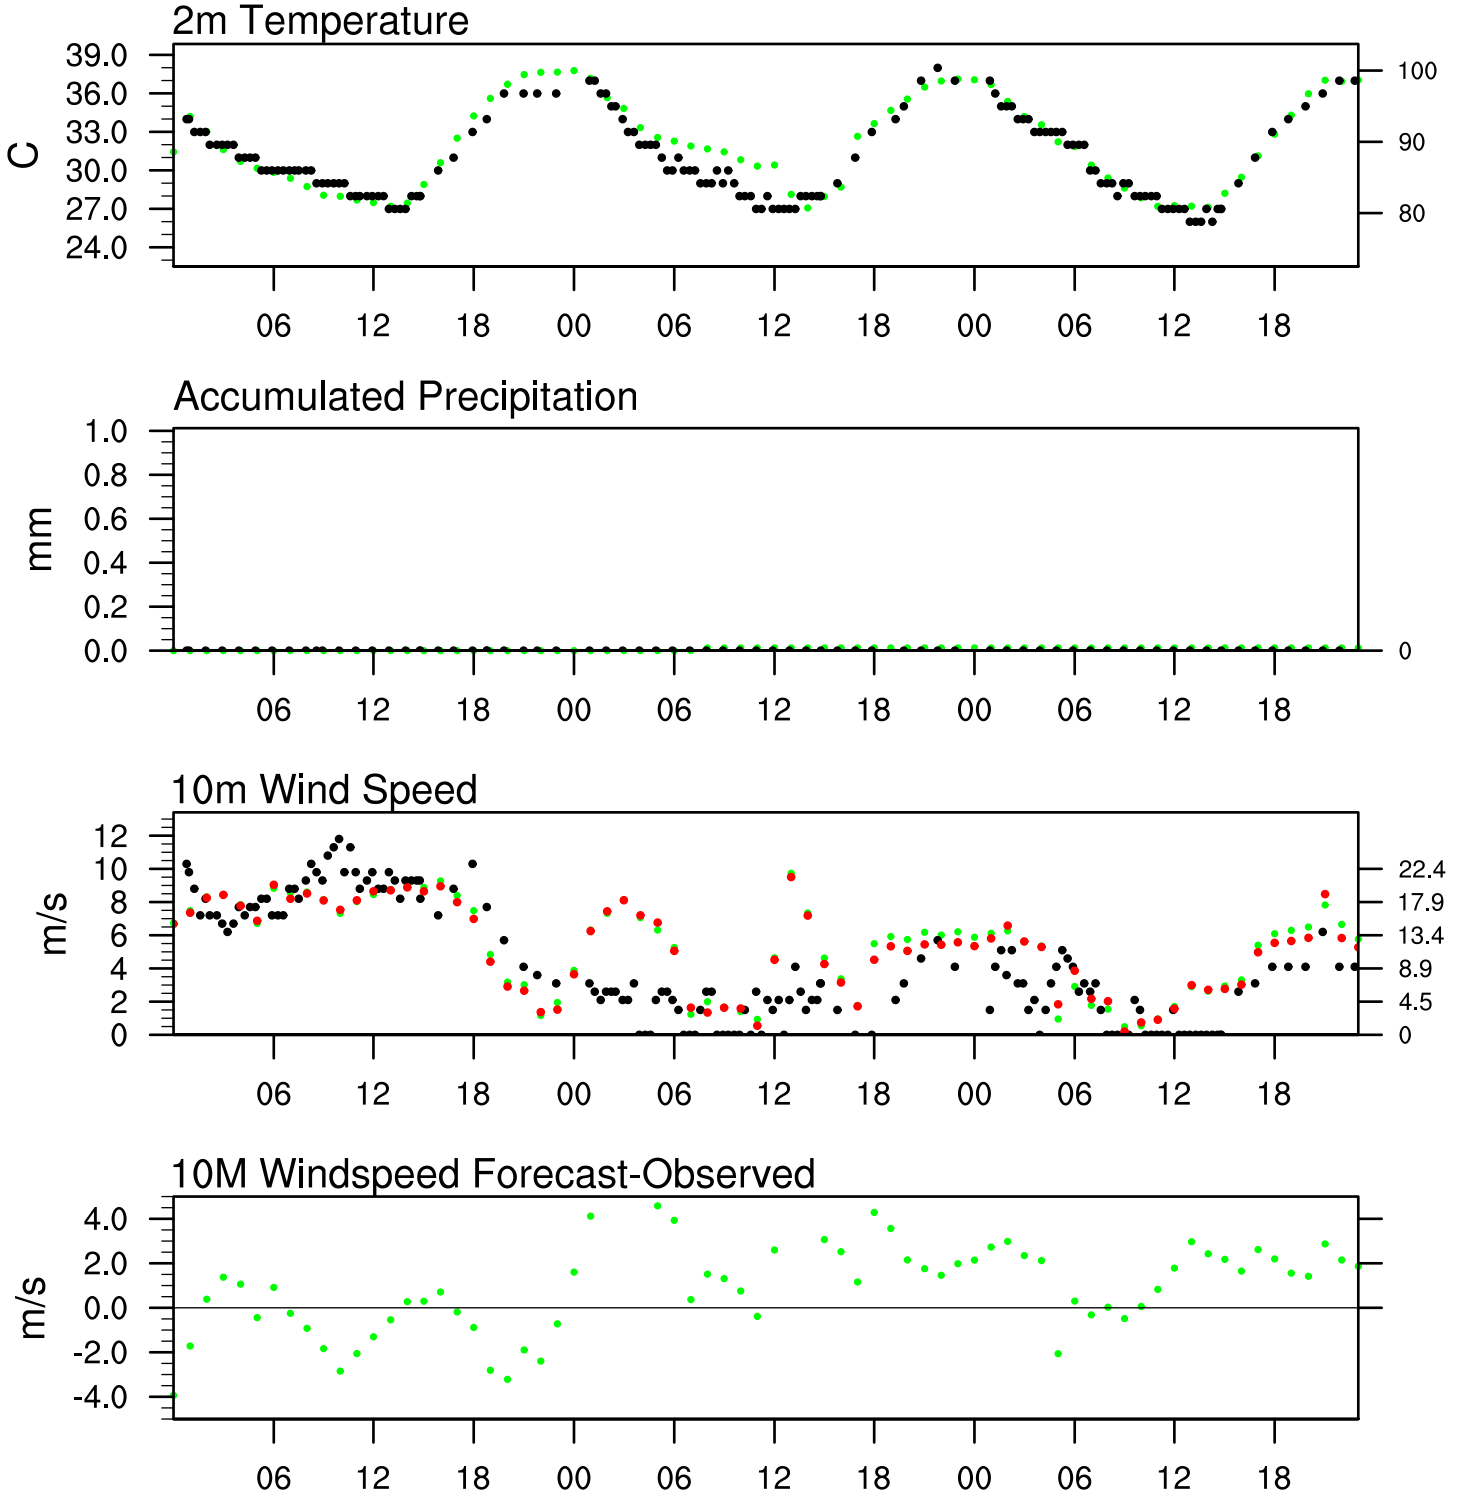 2m Temperature
39.0
36.0
33.0
30.0
27.0
24.0
C
100
90
80
06 12 18 00 06 12 18 00 06 12 18
Accumulated Precipitation
1.0
0.8
0.6
0.4
0.2
0.0
mm
0
06 12 18 00 06 12 18 00 06 12 18
10m Wind Speed
12
10
8
6
4
2
0
m/s
22.4
17.9
13.4
8.9
4.5
0
06 12 18 00 06 12 18 00 06 12 18
10M Windspeed Forecast-Observed
4.0
2.0
0.0
-2.0
-4.0
m/s
06 12 18 00 06 12 18 00 06 12 18